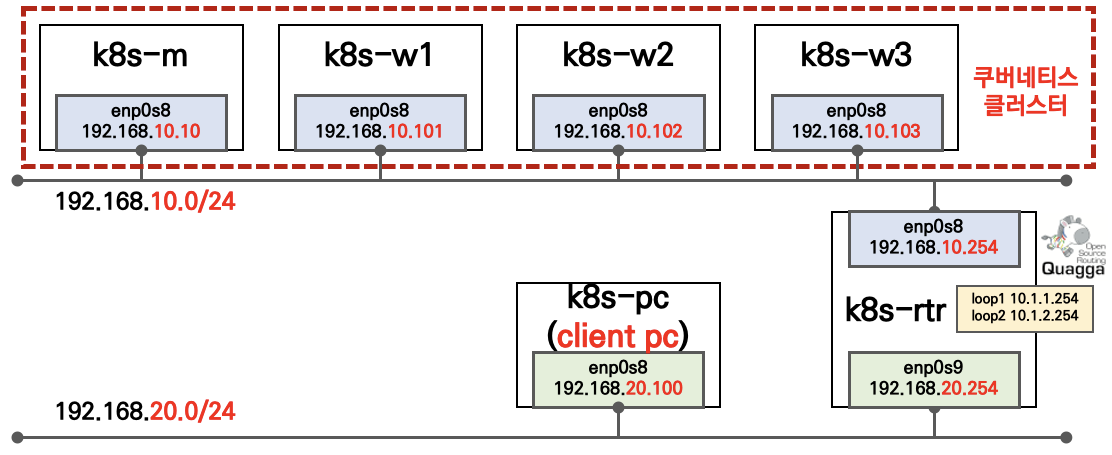 k8s-m
enp0s8
192.168.10.10
k8s-w1
enp0s8
192.168.10.101
k8s-w2
enp0s8
192.168.10.102
k8s-w3
enp0s8
192.168.10.103
쿠버네티스
클러스터
192.168.10.0/24
enp0s8
192.168.10.254
Open
Source
Routing
Quagga
k8s-rtr
loop1 10.1.1.254
loop2 10.1.2.254
enp0s9
192.168.20.254
k8s-pc
(client pc)
enp0s8
192.168.20.100
192.168.20.0/24